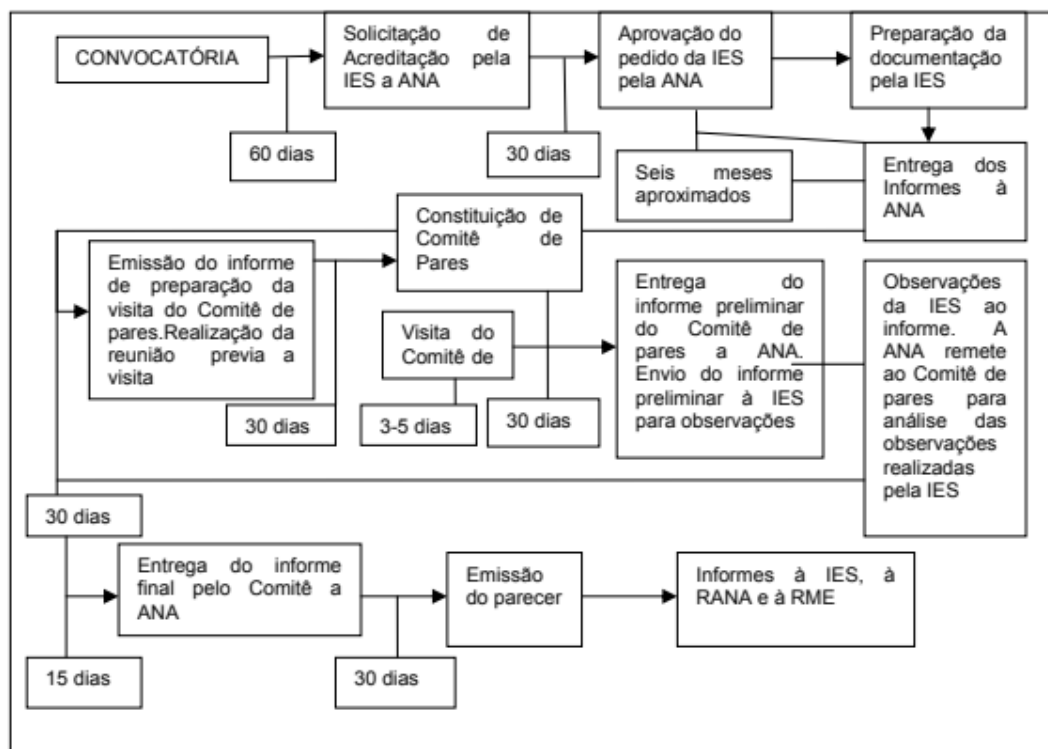 CONVOCATÓRIA
Solicitação de
Acreditação pela
IES a ANA
Aprovação do
pedido da IES
pela ANA
Preparação da
documentação
pela IES
60 dias
30 dias
Seis meses
aproximados
Entrega dos
Informes à
ANA
Constituição de
Comitê de
Pares
Emissão do informe
de preparação da
visita do Comitê de
pares.Realização da
reunião previa a
visita
Visita do
Comitê de
Entrega do
informe preliminar
do Comitê de
pares a ANA.
Envio do informe
preliminar à IES
para observações
Observações
da IES ao
informe. A
ANA remete
ao Comitê de
pares para
análise das
observações
realizadas
pela IES
30 dias
3-5 dias
30 dias
30 dias
Entrega do informe
final pelo Comitê a
ANA
Emissão
do parecer
Informes à IES, à
RANA e à RME
15 dias
30 dias